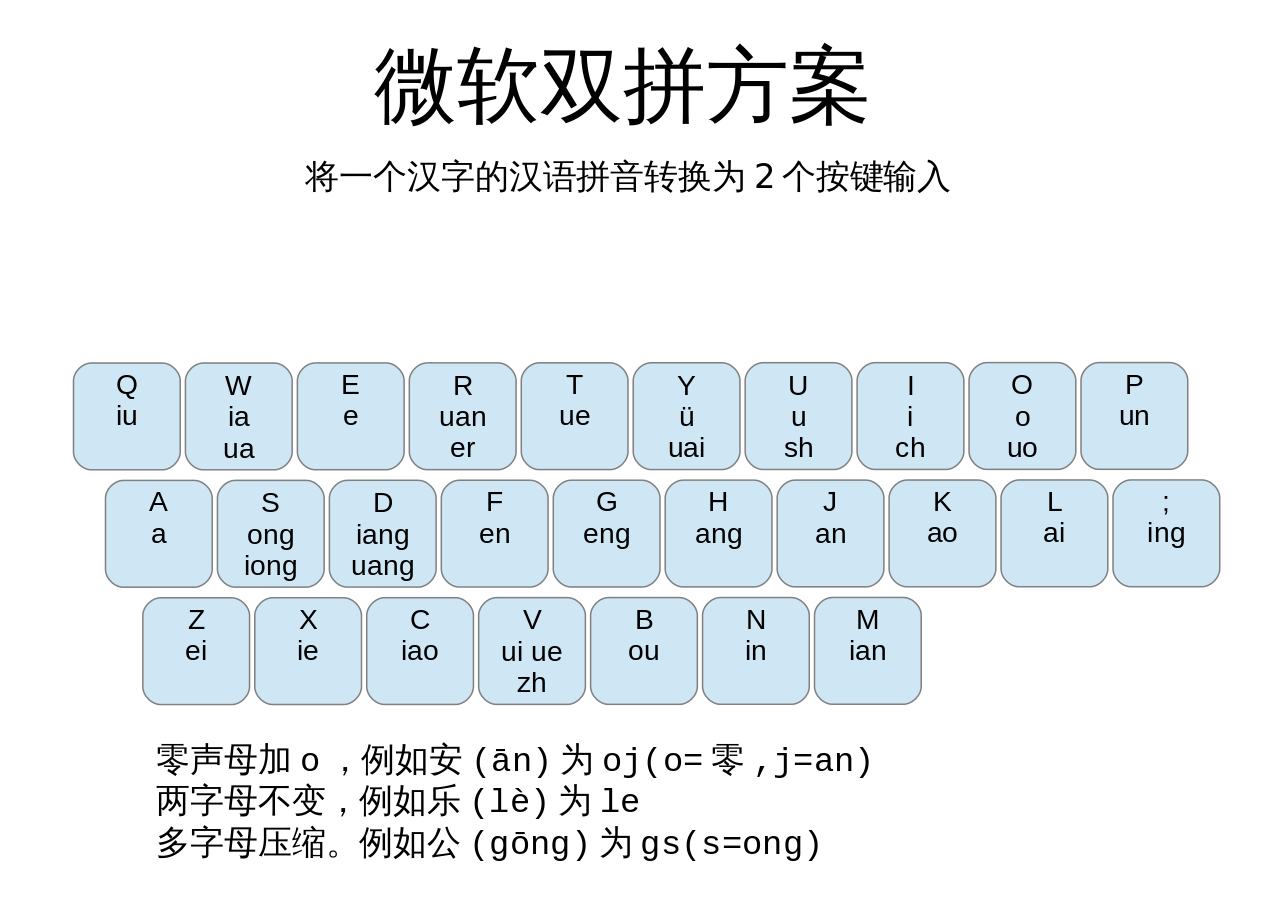 微软双拼方案
将一个汉字的汉语拼音转换为 2 个按键输入
Q W E R T Y U I O P
iu ia e uan ue ü u i o un
ua er uai sh ch uo
A S D F G H J K L ;
a ong iang en eng ang an ao ai ing
iong uang
Z X C V B N M
ei ie iao ui ue ou in ian
zh
零声母加 o ，例如安 (ān) 为 oj(o= 零 ,j=an)
两字母不变，例如乐 (lè) 为 le
多字母压缩。例如公 (gōng) 为 gs(s=ong)